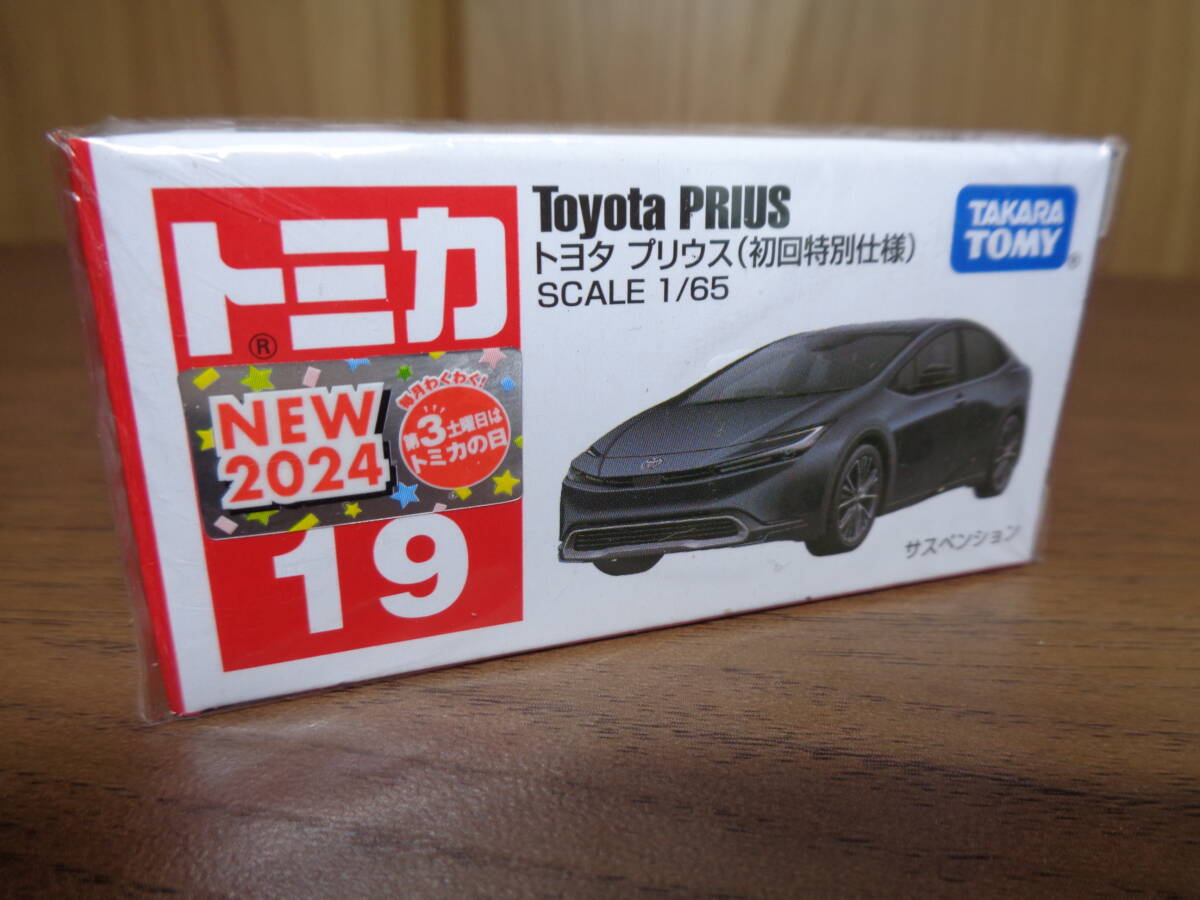 トミカ
®
NEW
2024
毎月わくわく!
第3土曜日は
トミカの日
19
Toyota PRIUS
トヨタ プリウス(初回特別仕様)
SCALE 1/65
TAKARA
TOMY®
サスペンション